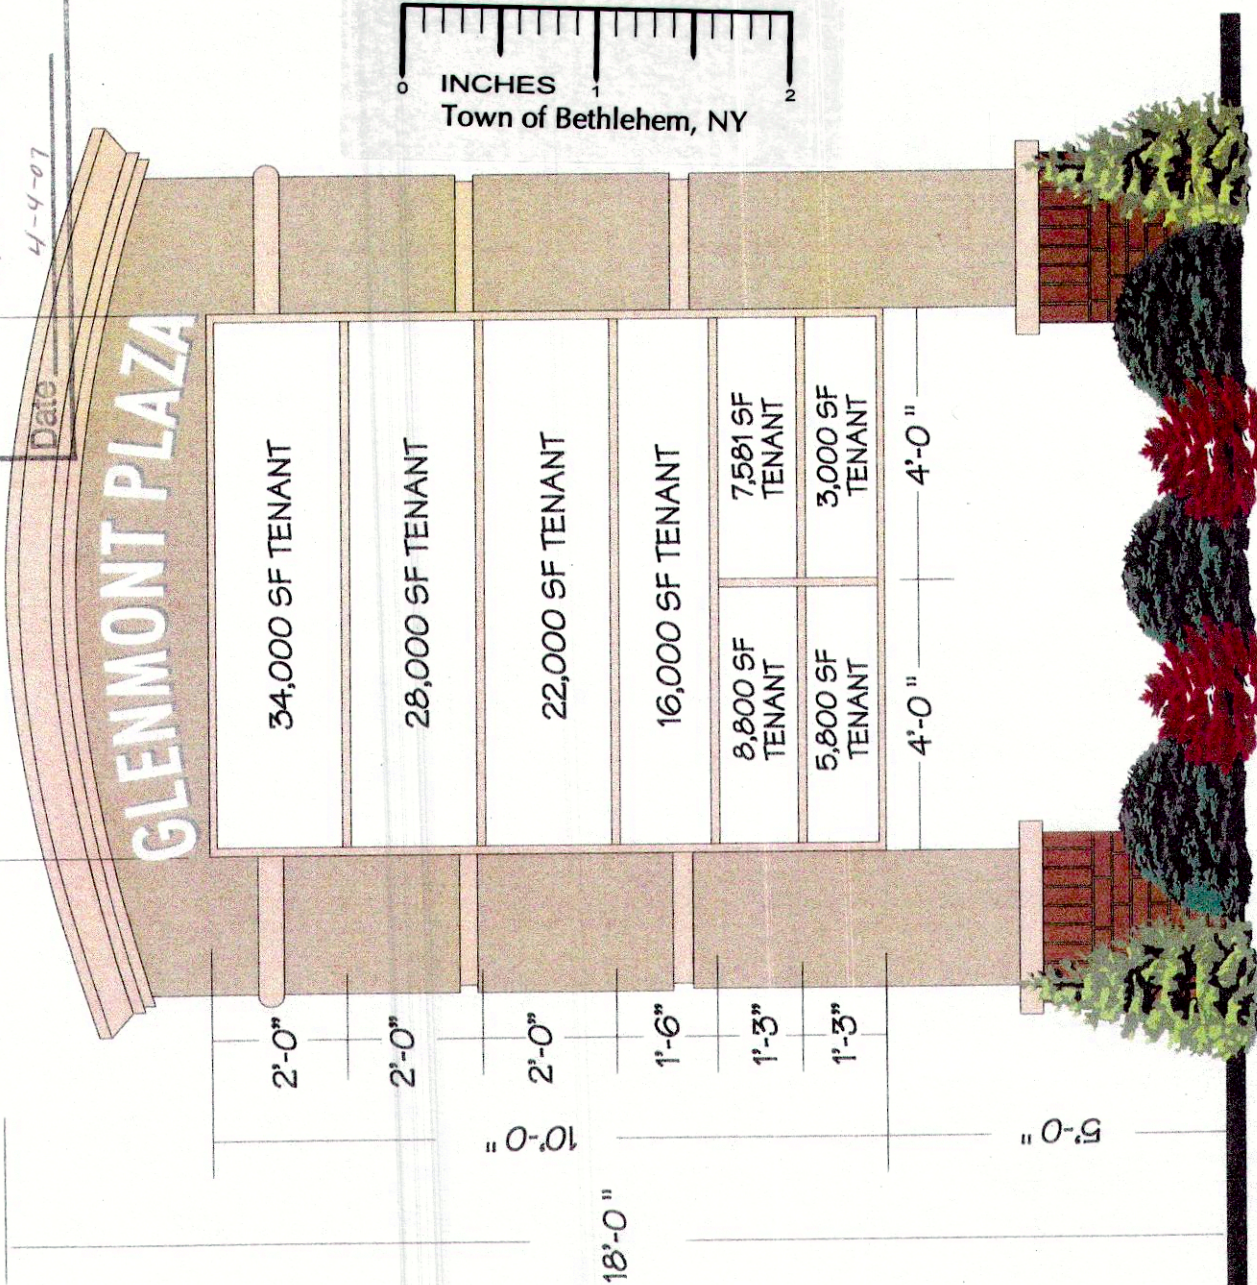 4-4-07
Date
0
1
2
INCHES
Town of Bethlehem, NY
GLENMONT PLAZA
34,000 SF TENANT
28,000 SF TENANT
22,000 SF TENANT
16,000 SF TENANT
8,800 SF
TENANT
7,581 SF
TENANT
5,800 SF
TENANT
3,000 SF
TENANT
4'-0"
4'-0"
2'-0"
2'-0"
2'-0"
1'-6"
1'-3"
1'-3"
10'-0"
5'-0"
18'-0"